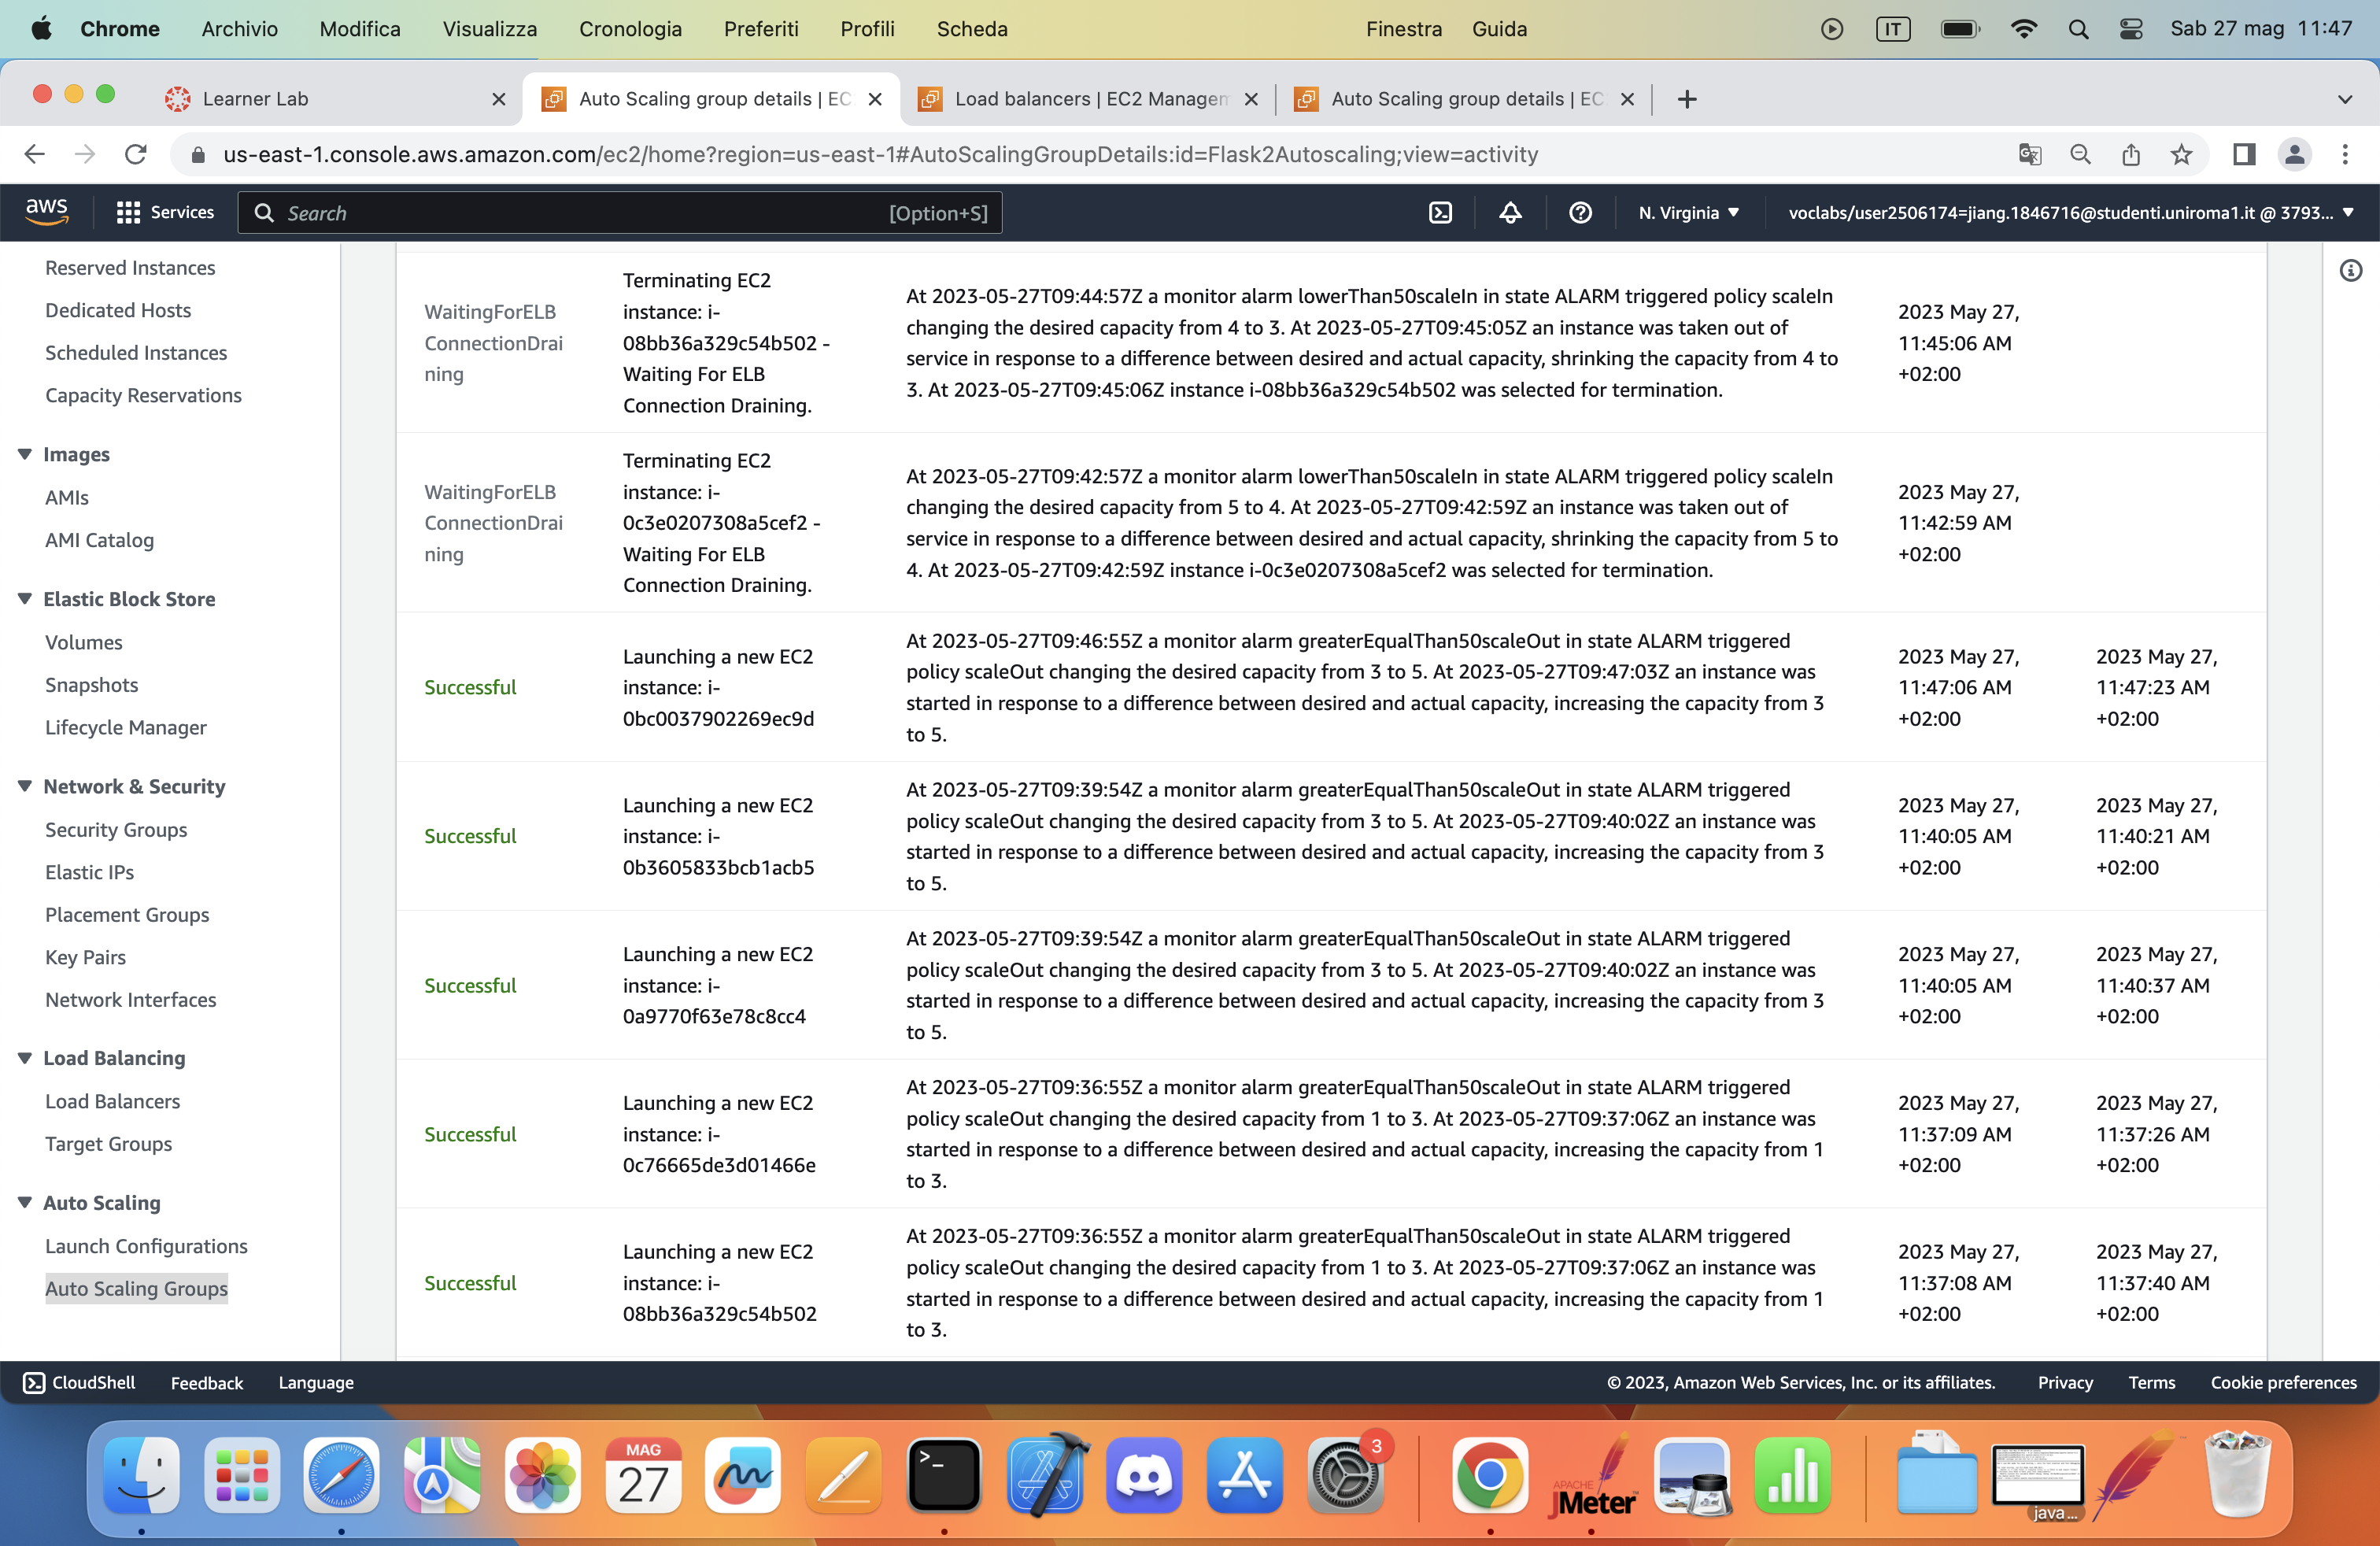 Chrome Archivio Modifica Visualizza Cronologia Preferiti Profili Scheda Finestra Guida IT Sab 27 mag 11:47
Learner Lab
Auto Scaling group details | EC
Load balancers | EC2 Managem
Auto Scaling group details | EC
us-east-1.console.aws.amazon.com/ec2/home?region=us-east-1#AutoScalingGroupDetails:id=Flask2Autoscaling;view=activity
aws Services Search [Option+S] N. Virginia voclabs/user2506174=jiang.1846716@studenti.uniroma1.it @ 3793...
Reserved Instances
Dedicated Hosts
Scheduled Instances
Capacity Reservations
Images
AMIs
AMI Catalog
Elastic Block Store
Volumes
Snapshots
Lifecycle Manager
Network & Security
Security Groups
Elastic IPs
Placement Groups
Key Pairs
Network Interfaces
Load Balancing
Load Balancers
Target Groups
Auto Scaling
Launch Configurations
Auto Scaling Groups
WaitingForELB
ConnectionDrai
ning
Terminating EC2
instance: i-
08bb36a329c54b502 -
Waiting For ELB
Connection Draining.
At 2023-05-27T09:44:57Z a monitor alarm lowerThan50scaleIn in state ALARM triggered policy scaleIn
changing the desired capacity from 4 to 3. At 2023-05-27T09:45:05Z an instance was taken out of
service in response to a difference between desired and actual capacity, shrinking the capacity from 4 to
3. At 2023-05-27T09:45:06Z instance i-08bb36a329c54b502 was selected for termination.
2023 May 27,
11:45:06 AM
+02:00
WaitingForELB
ConnectionDrai
ning
Terminating EC2
instance: i-
0c3e0207308a5cef2 -
Waiting For ELB
Connection Draining.
At 2023-05-27T09:42:57Z a monitor alarm lowerThan50scaleIn in state ALARM triggered policy scaleIn
changing the desired capacity from 5 to 4. At 2023-05-27T09:42:59Z an instance was taken out of
service in response to a difference between desired and actual capacity, shrinking the capacity from 5 to
4. At 2023-05-27T09:42:59Z instance i-0c3e0207308a5cef2 was selected for termination.
2023 May 27,
11:42:59 AM
+02:00
Successful
Launching a new EC2
instance: i-
0bc0037902269ec9d
At 2023-05-27T09:46:55Z a monitor alarm greaterEqualThan50scaleOut in state ALARM triggered
policy scaleOut changing the desired capacity from 3 to 5. At 2023-05-27T09:47:03Z an instance was
started in response to a difference between desired and actual capacity, increasing the capacity from 3
to 5.
2023 May 27,
11:47:06 AM
+02:00
2023 May 27,
11:47:23 AM
+02:00
Successful
Launching a new EC2
instance: i-
0b3605833bcb1acb5
At 2023-05-27T09:39:54Z a monitor alarm greaterEqualThan50scaleOut in state ALARM triggered
policy scaleOut changing the desired capacity from 3 to 5. At 2023-05-27T09:40:02Z an instance was
started in response to a difference between desired and actual capacity, increasing the capacity from 3
to 5.
2023 May 27,
11:40:05 AM
+02:00
2023 May 27,
11:40:21 AM
+02:00
Successful
Launching a new EC2
instance: i-
0a9770f63e78c8cc4
At 2023-05-27T09:39:54Z a monitor alarm greaterEqualThan50scaleOut in state ALARM triggered
policy scaleOut changing the desired capacity from 3 to 5. At 2023-05-27T09:40:02Z an instance was
started in response to a difference between desired and actual capacity, increasing the capacity from 3
to 5.
2023 May 27,
11:40:05 AM
+02:00
2023 May 27,
11:40:37 AM
+02:00
Successful
Launching a new EC2
instance: i-
0c76665de3d01466e
At 2023-05-27T09:36:55Z a monitor alarm greaterEqualThan50scaleOut in state ALARM triggered
policy scaleOut changing the desired capacity from 1 to 3. At 2023-05-27T09:37:06Z an instance was
started in response to a difference between desired and actual capacity, increasing the capacity from 1
to 3.
2023 May 27,
11:37:09 AM
+02:00
2023 May 27,
11:37:26 AM
+02:00
Successful
Launching a new EC2
instance: i-
08bb36a329c54b502
At 2023-05-27T09:36:55Z a monitor alarm greaterEqualThan50scaleOut in state ALARM triggered
policy scaleOut changing the desired capacity from 1 to 3. At 2023-05-27T09:37:06Z an instance was
started in response to a difference between desired and actual capacity, increasing the capacity from 1
to 3.
2023 May 27,
11:37:08 AM
+02:00
2023 May 27,
11:37:40 AM
+02:00
CloudShell Feedback Language © 2023, Amazon Web Services, Inc. or its affiliates. Privacy Terms Cookie preferences
MAG
27
3
APACHE
JMeter
java...